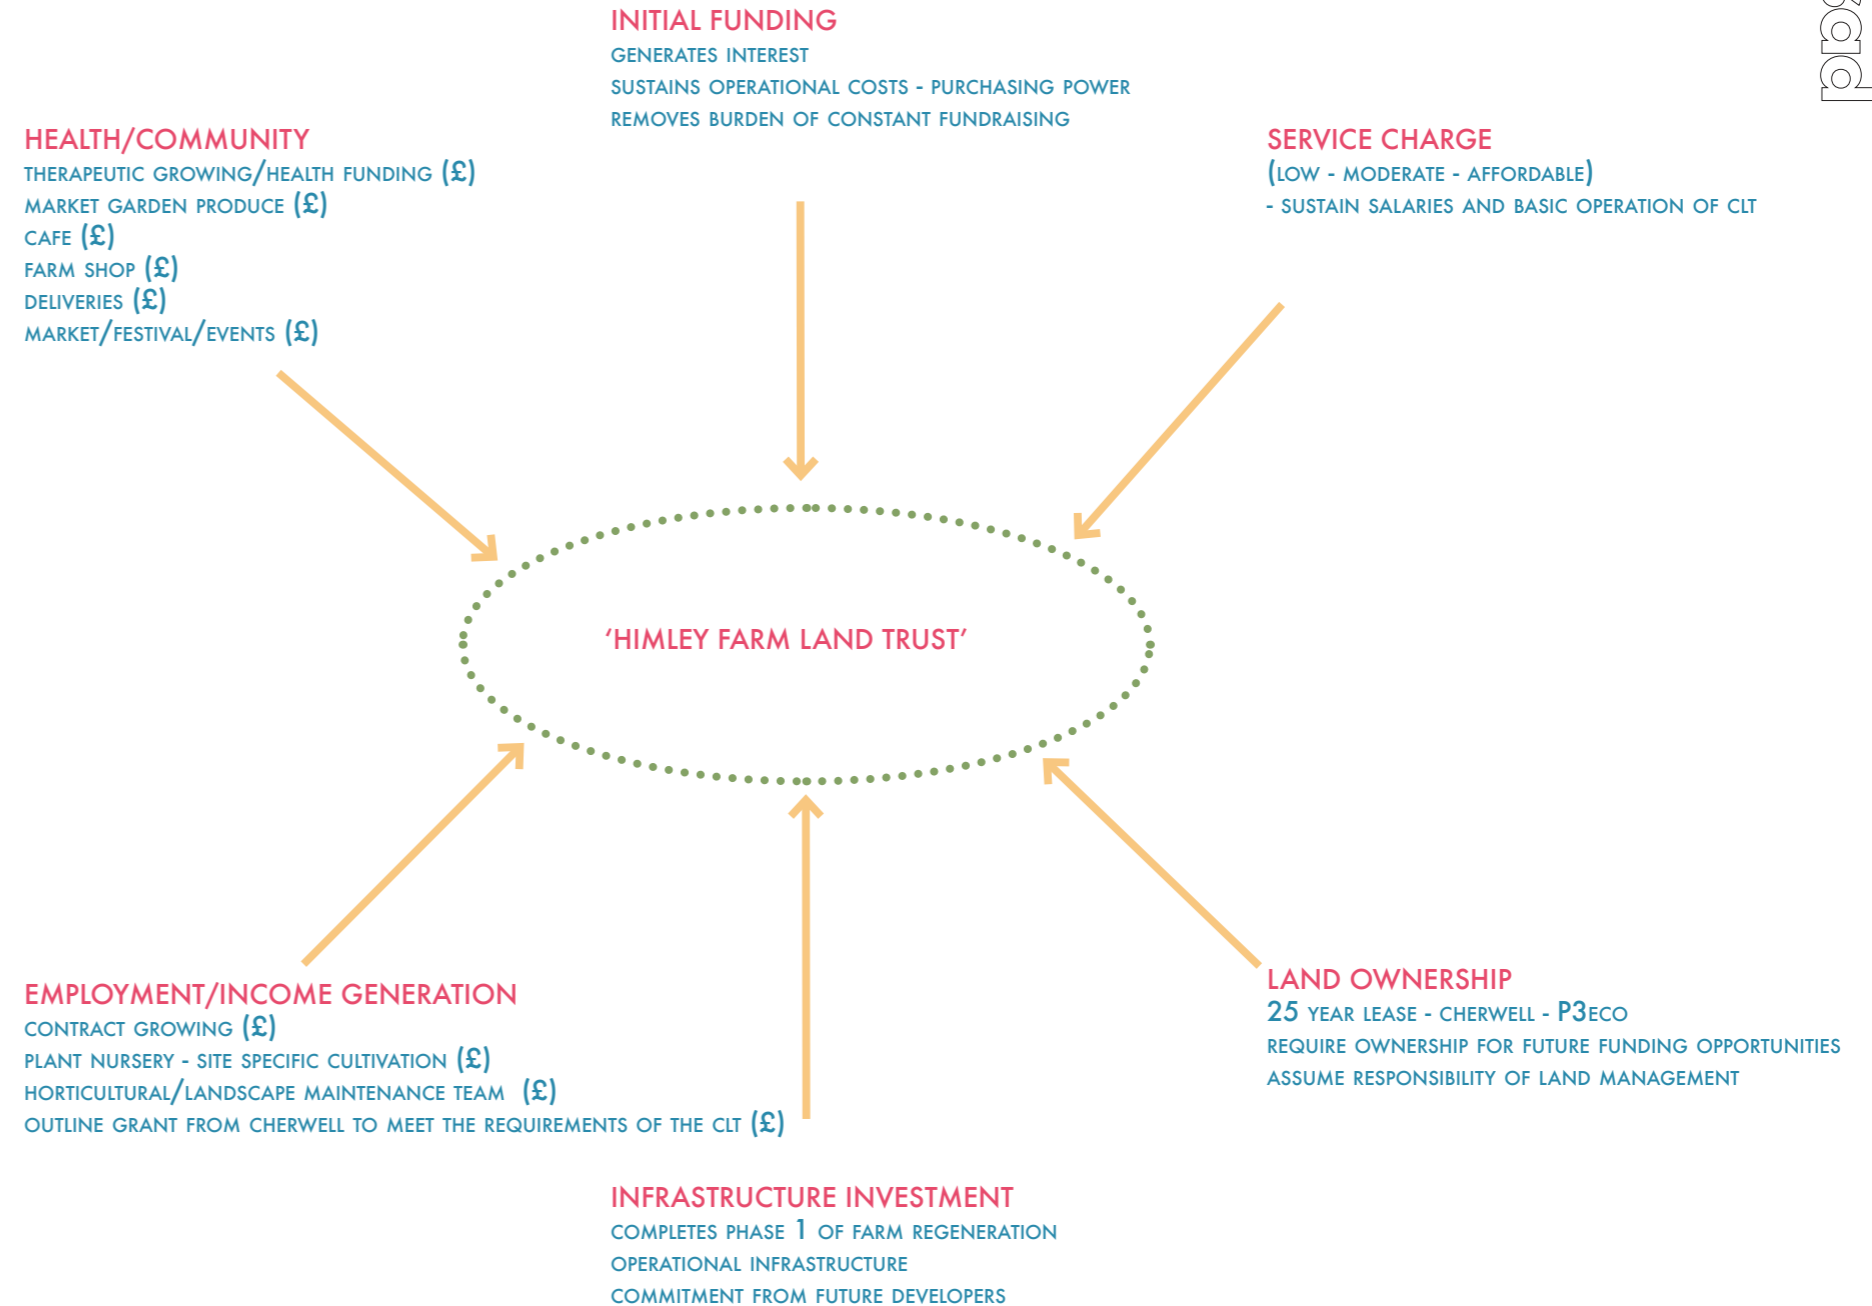 INITIAL FUNDING
GENERATES INTEREST
SUSTAINS OPERATIONAL COSTS - PURCHASING POWER
REMOVES BURDEN OF CONSTANT FUNDRAISING
HEALTH/COMMUNITY
THERAPEUTIC GROWING/HEALTH FUNDING (£)
MARKET GARDEN PRODUCE (£)
CAFE (£)
FARM SHOP (£)
DELIVERIES (£)
MARKET/FESTIVAL/EVENTS (£)
SERVICE CHARGE
(LOW - MODERATE - AFFORDABLE)
- SUSTAIN SALARIES AND BASIC OPERATION OF CLT
‘HIMLEY FARM LAND TRUST’
EMPLOYMENT/INCOME GENERATION
CONTRACT GROWING (£)
PLANT NURSERY - SITE SPECIFIC CULTIVATION (£)
HORTICULTURAL/LANDSCAPE MAINTENANCE TEAM (£)
OUTLINE GRANT FROM CHERWELL TO MEET THE REQUIREMENTS OF THE CLT (£)
LAND OWNERSHIP
25 YEAR LEASE - CHERWELL - P3ECO
REQUIRE OWNERSHIP FOR FUTURE FUNDING OPPORTUNITIES
ASSUME RESPONSIBILITY OF LAND MANAGEMENT
INFRASTRUCTURE INVESTMENT
COMPLETES PHASE 1 OF FARM REGENERATION
OPERATIONAL INFRASTRUCTURE
COMMITMENT FROM FUTURE DEVELOPERS